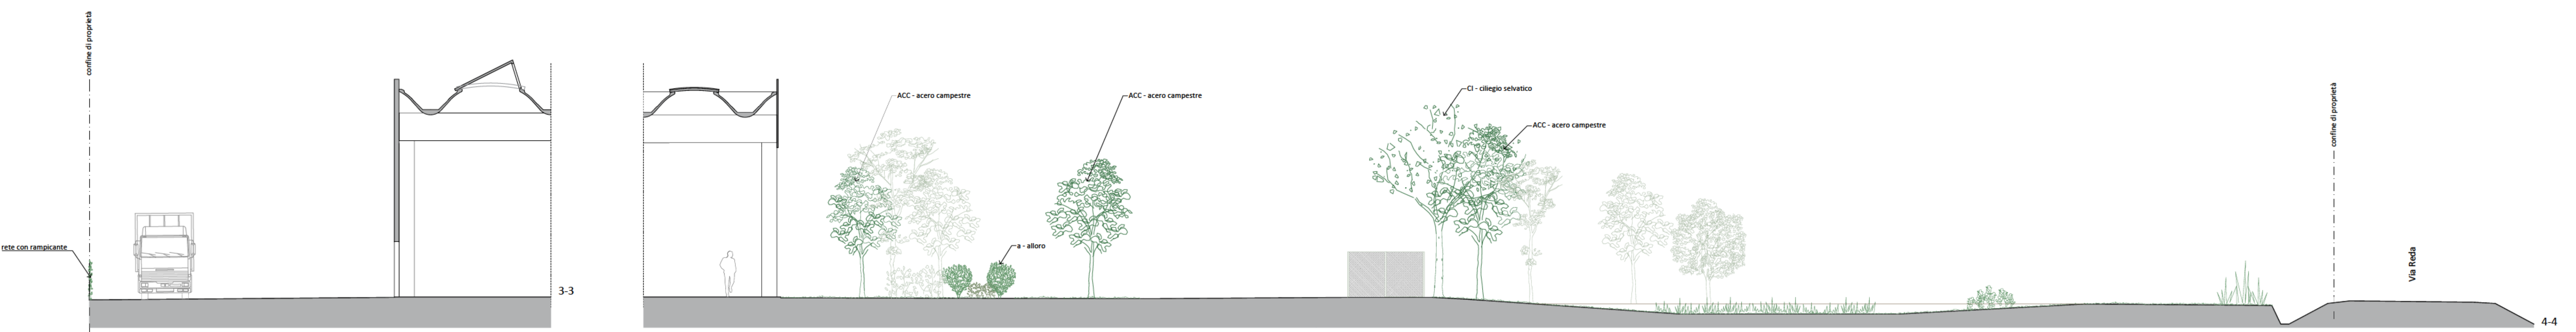 confine di proprietà
rete con rampicante
3-3
ACC - acero campestre
a - alloro
ACC - acero campestre
CI - ciliegio selvatico
ACC - acero campestre
confine di proprietà
Via Reda
4-4